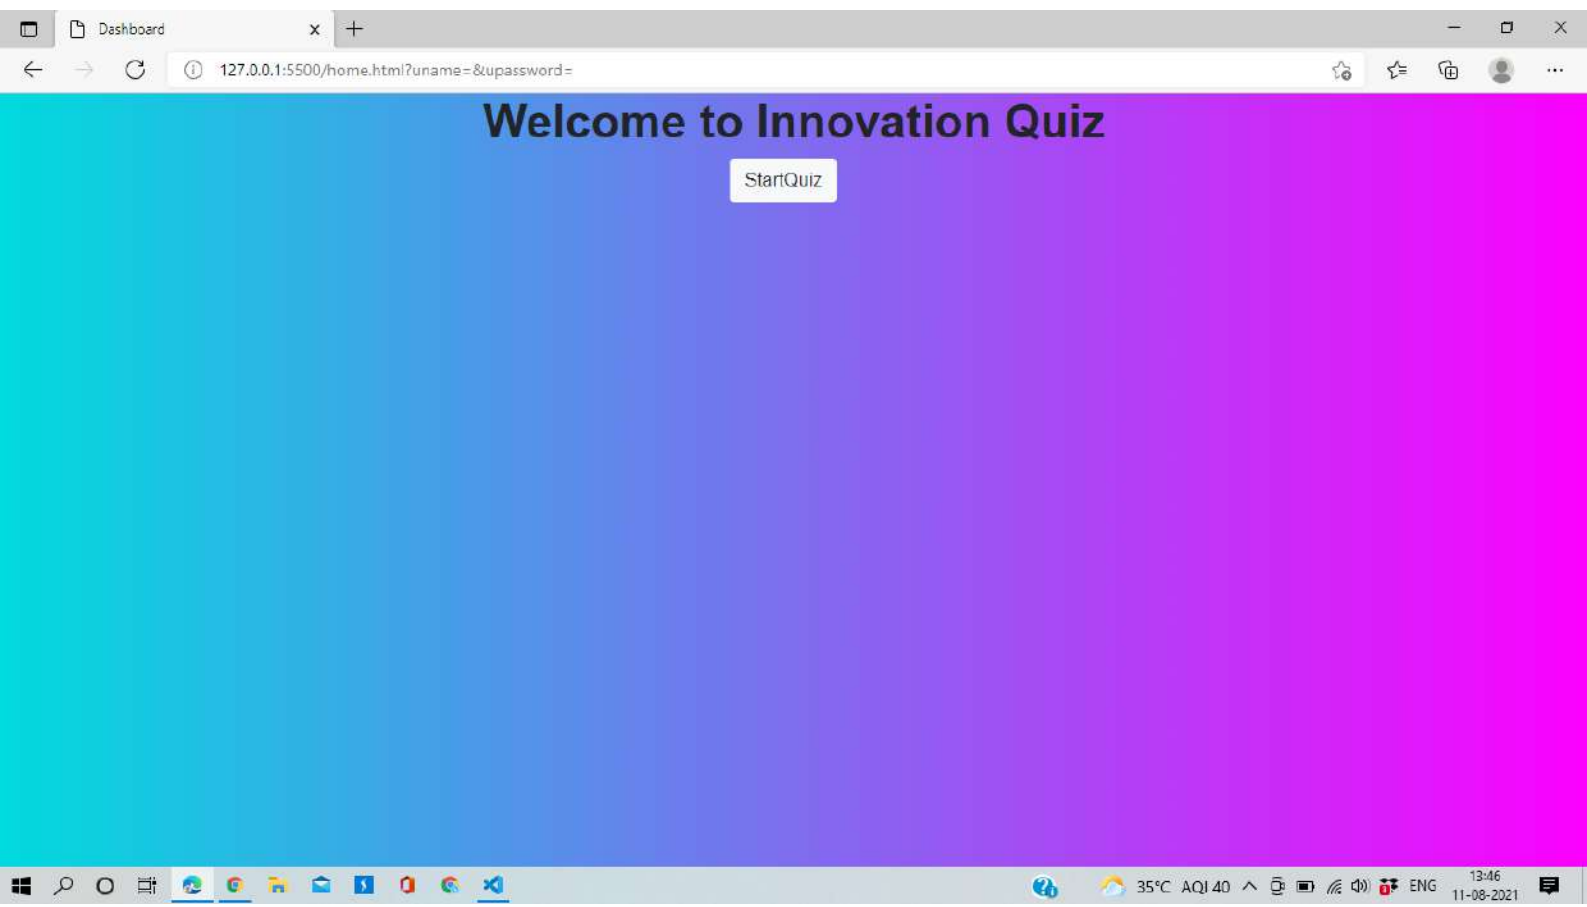 Dashboard
127.0.0.1:5500/home.html?uname=&upassword=
Welcome to Innovation Quiz
StartQuiz
35°C AQI 40
ENG
13:46
11-08-2021